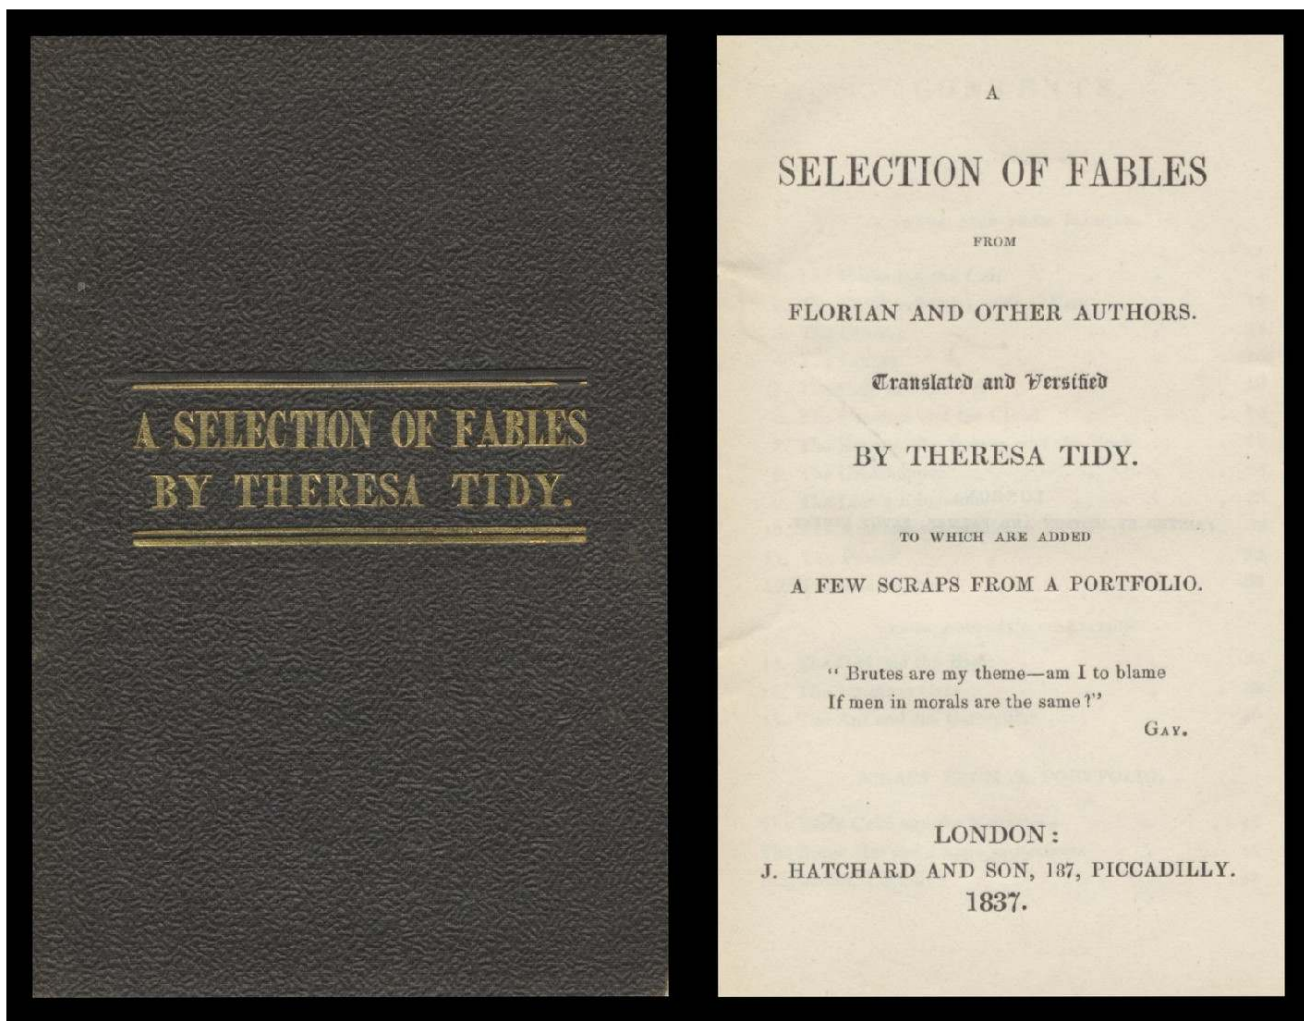 A SELECTION OF FABLES
BY THERESA TIDY.
A
SELECTION OF FABLES
FROM
FLORIAN AND OTHER AUTHORS.
Translated and Versified
BY THERESA TIDY.
TO WHICH ARE ADDED
A FEW SCRAPS FROM A PORTFOLIO.
“ Brutes are my theme—am I to blame
If men in morals are the same?”
GAY.
LONDON:
J. HATCHARD AND SON, 187, PICCADILLY.
1837.